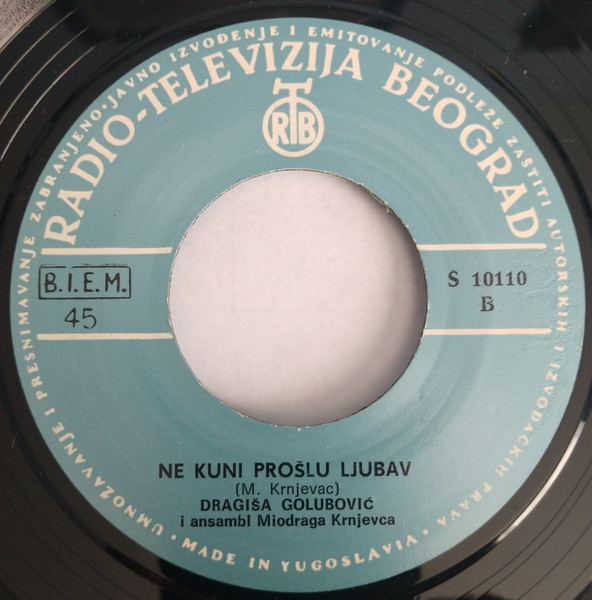 UMNOŽAVANJE I PRESNIMAVANJE ZABRANJENO·JAVNO IZVOĐENJE I EMITOVANJE PODLEŽE ZAŠTITI AUTORSKIH I IZVOĐAČKIH PRAVA·
RADIO-TELEVIZIJA BEOGRAD
RTB
B.I.E.M.
45
S 10110
B
NE KUNI PROŠLU LJUBAV
(M. Krnjevac)
DRAGIŠA GOLUBOVIĆ
i ansambl Miodraga Krnjevca
· MADE IN YUGOSLAVIA ·